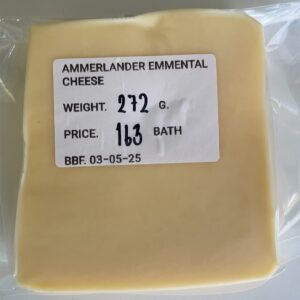 AMMERLANDER EMMENTAL
CHEESE
WEIGHT. 272 G.
PRICE. 163 BATH
BBF. 03-05-25